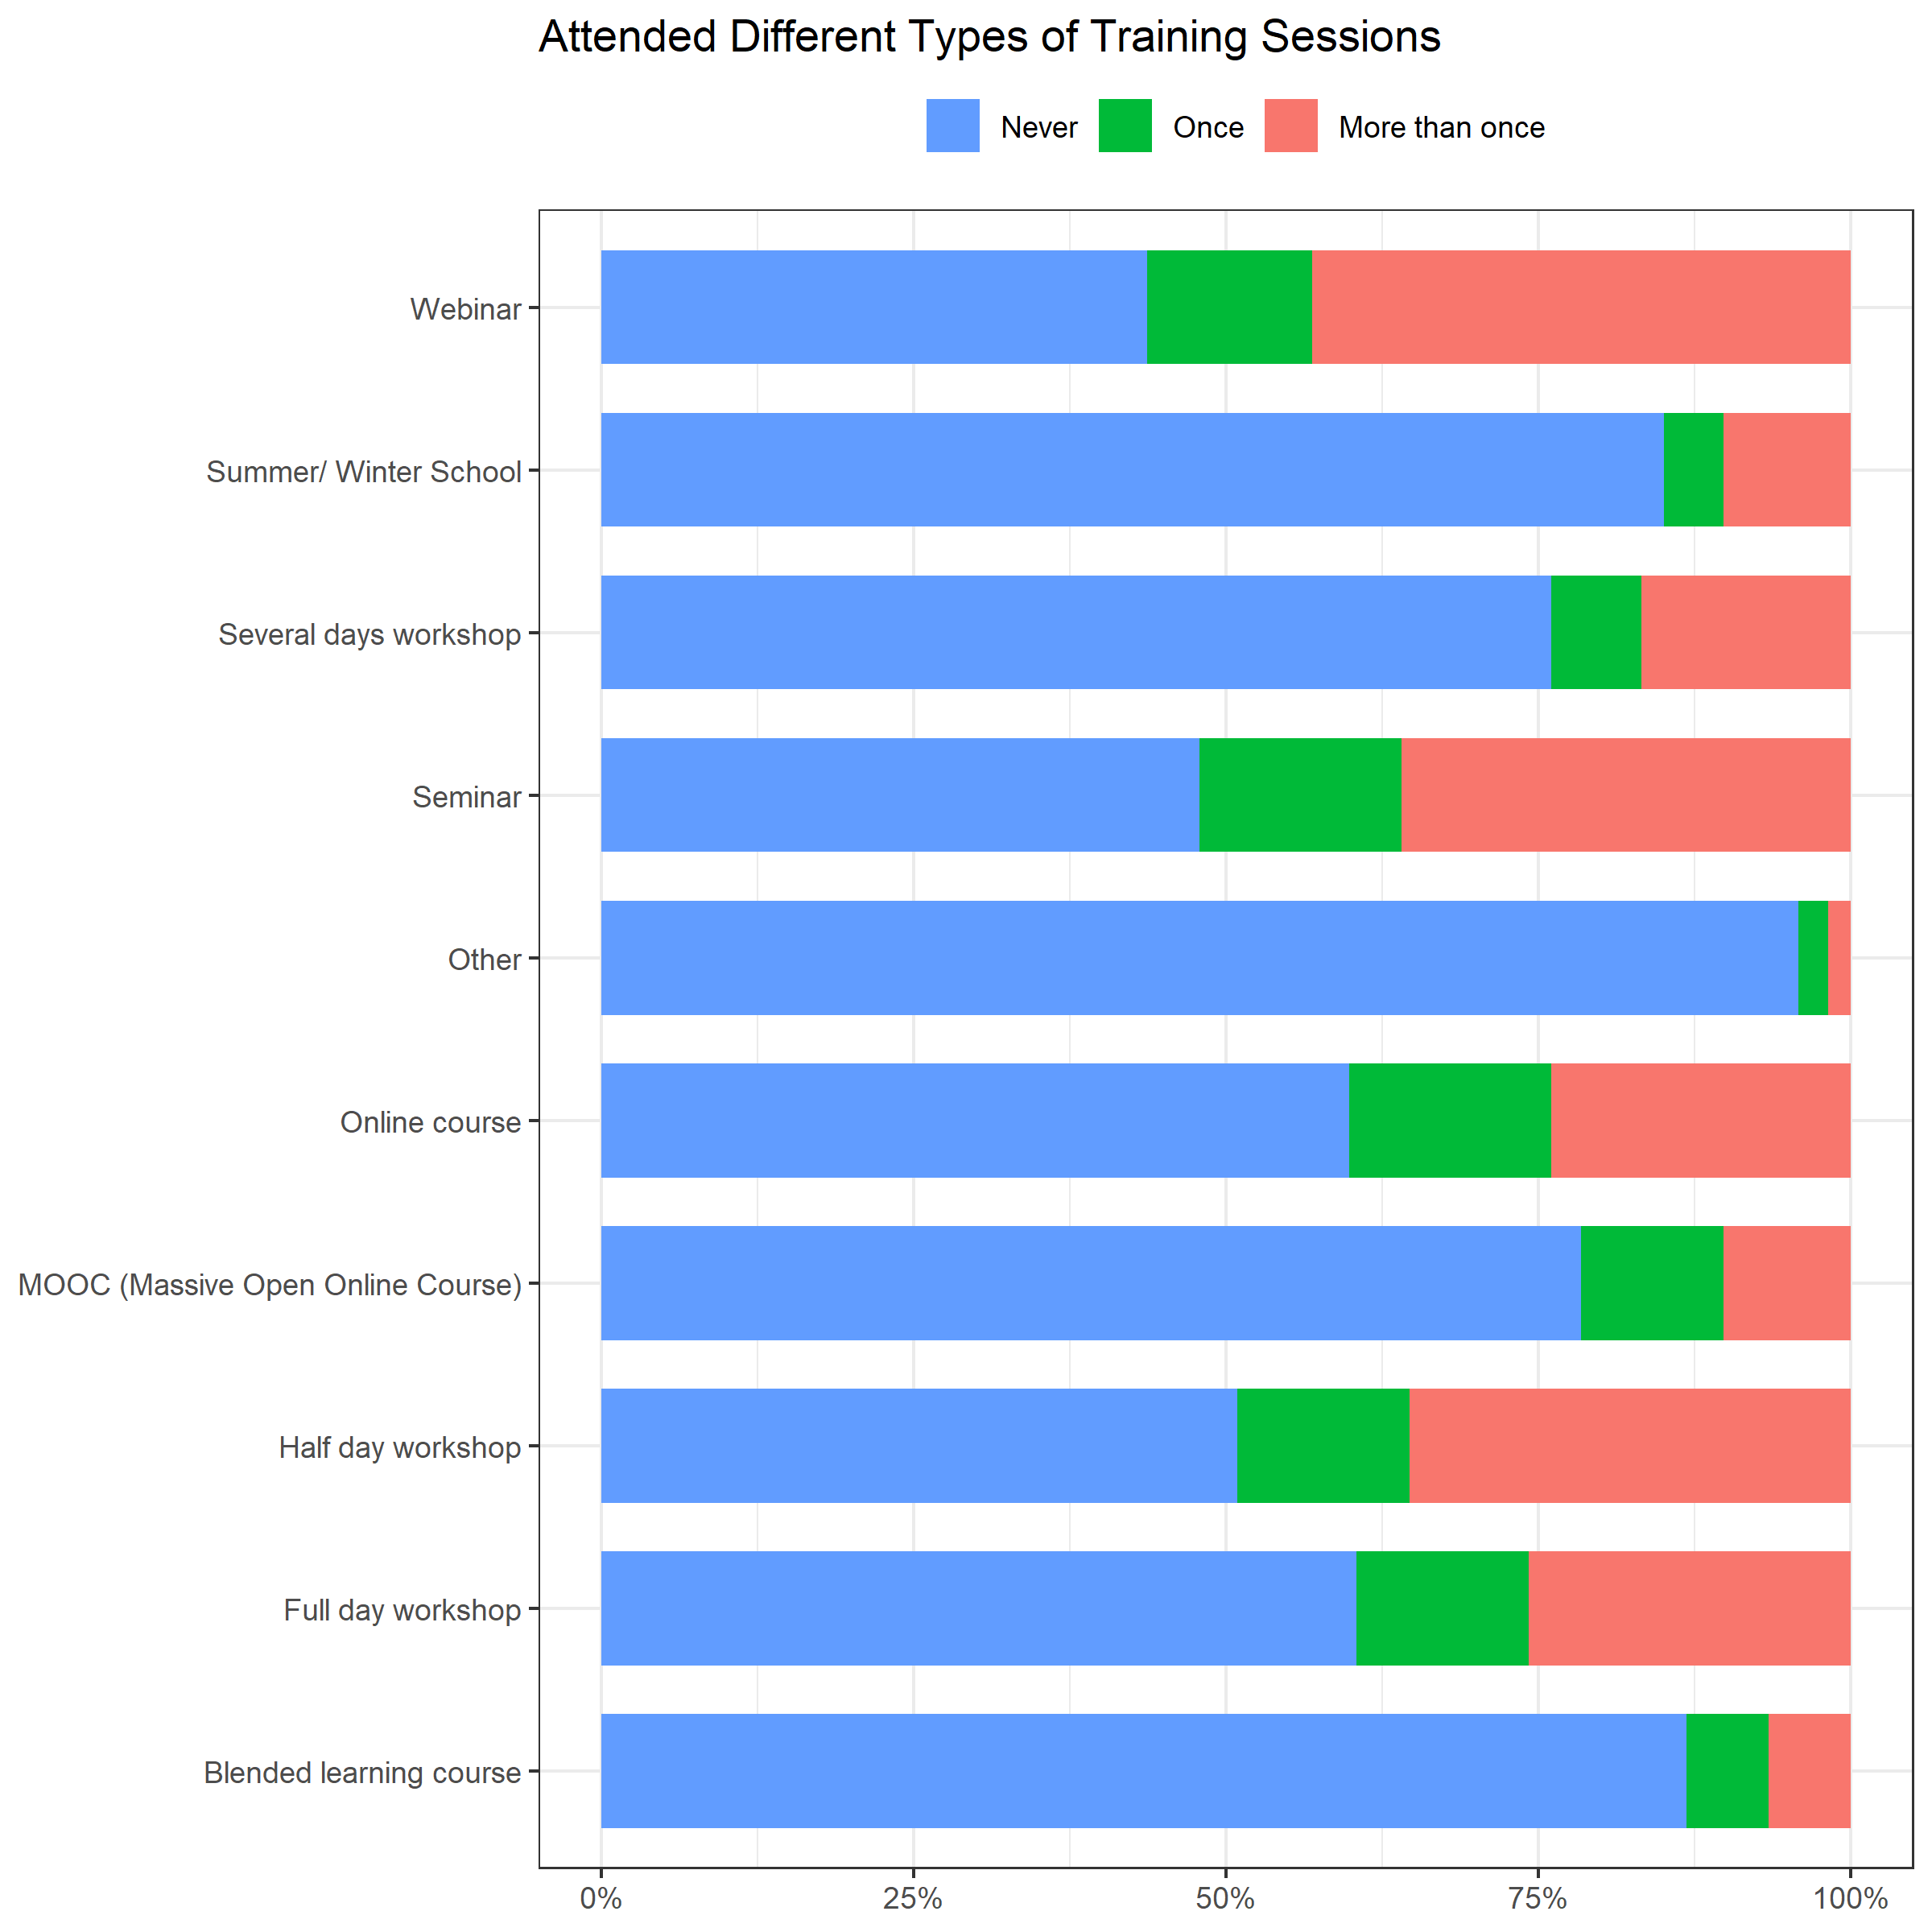 Attended Different Types of Training Sessions
Never Once More than once
Webinar
Summer/ Winter School
Several days workshop
Seminar
Other
Online course
MOOC (Massive Open Online Course)
Half day workshop
Full day workshop
Blended learning course
0% 25% 50% 75% 100%